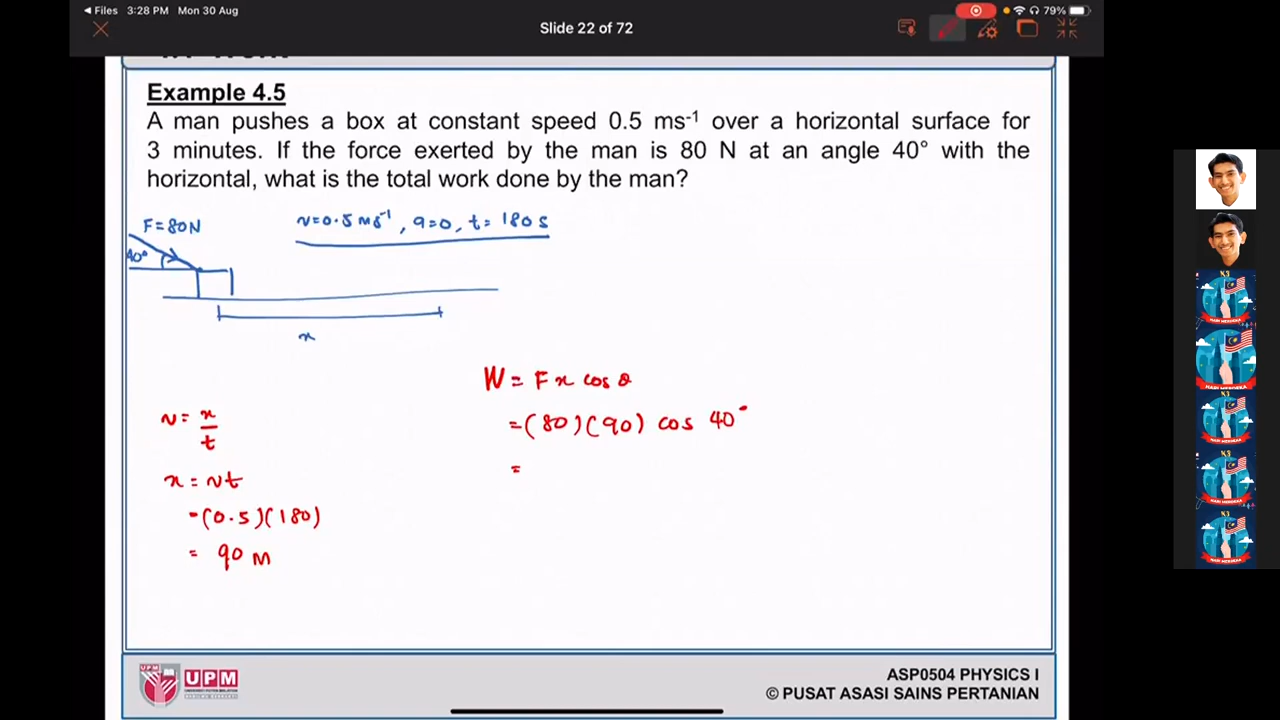 Files 3:28 PM Mon 30 Aug 79%
Slide 22 of 72
Example 4.5
A man pushes a box at constant speed 0.5 ms⁻¹ over a horizontal surface for
3 minutes. If the force exerted by the man is 80 N at an angle 40° with the
horizontal, what is the total work done by the man?
F=80N
v=0.5 ms⁻¹, a=0, t=180s
40°
x
W = F x cos θ
= (80)(90) cos 40°
=
v = x/t
x = vt
= (0.5)(180)
= 90 m
UPM
ASP0504 PHYSICS I
© PUSAT ASASI SAINS PERTANIAN
HARI MERDEKA